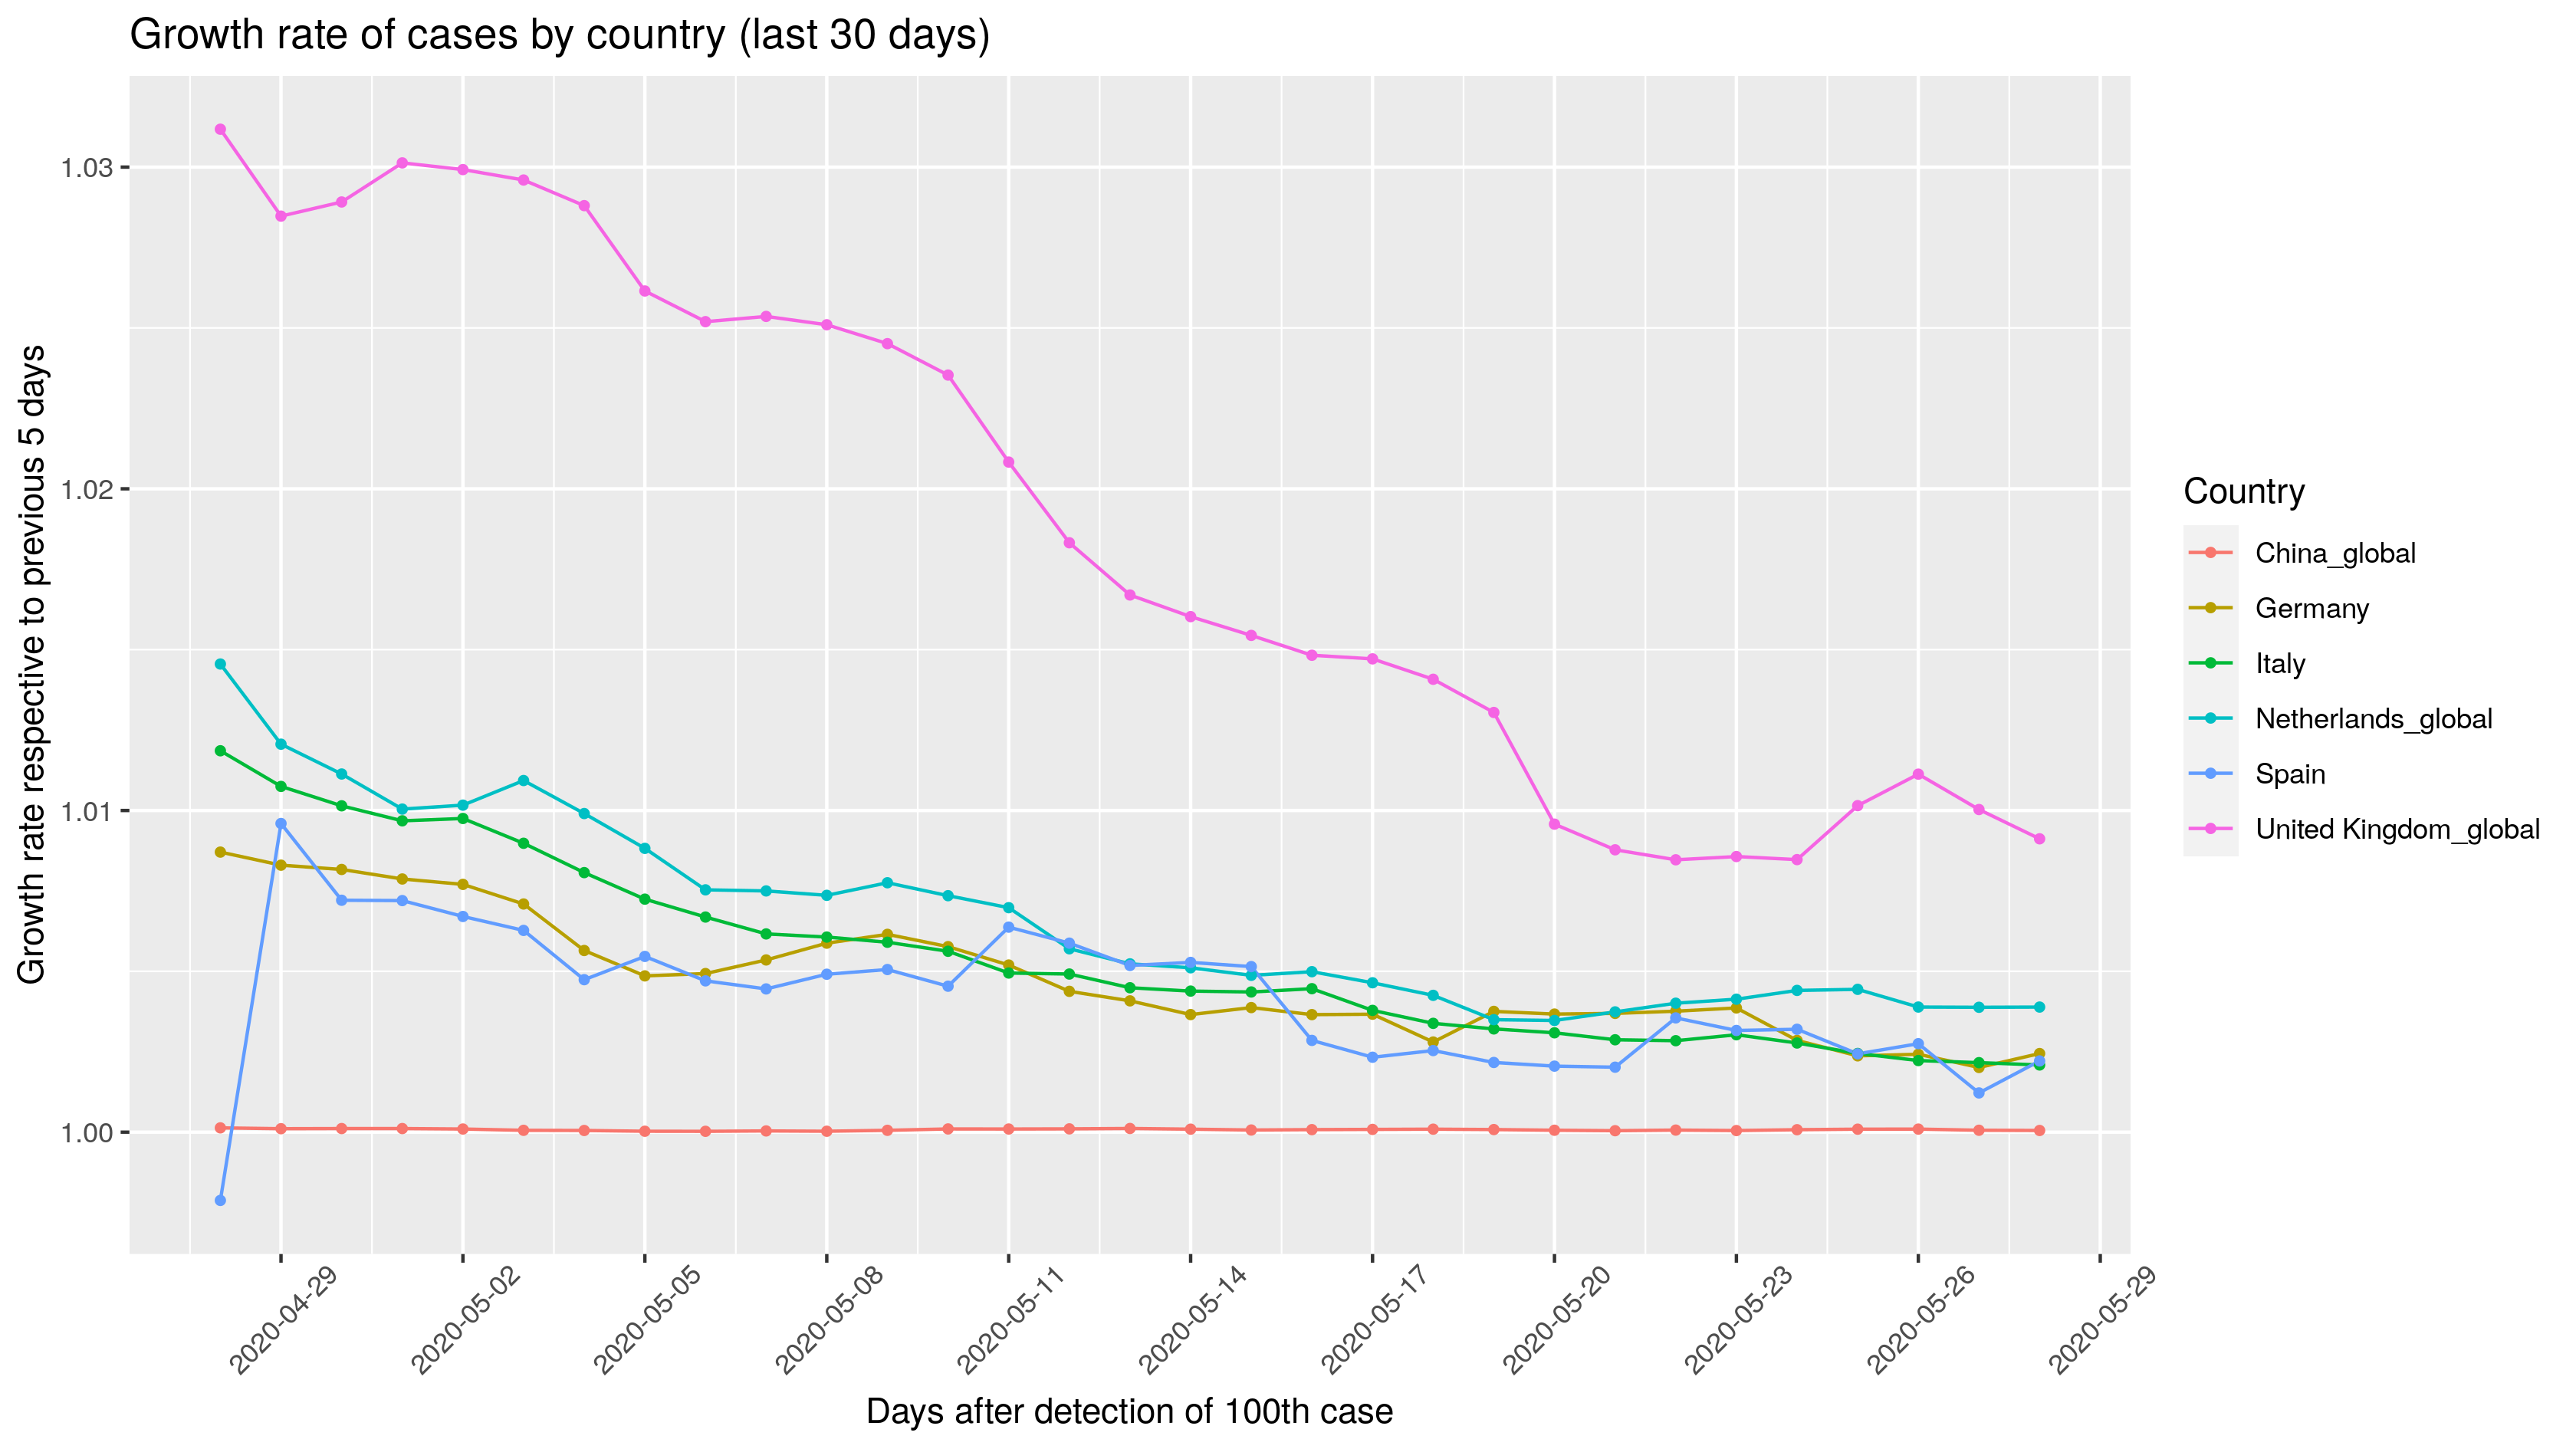 Growth rate of cases by country (last 30 days)
Growth rate respective to previous 5 days
1.03
1.02
1.01
1.00
2020-04-29
2020-05-02
2020-05-05
2020-05-08
2020-05-11
2020-05-14
2020-05-17
2020-05-20
2020-05-23
2020-05-26
2020-05-29
Days after detection of 100th case
Country
China_global
Germany
Italy
Netherlands_global
Spain
United Kingdom_global